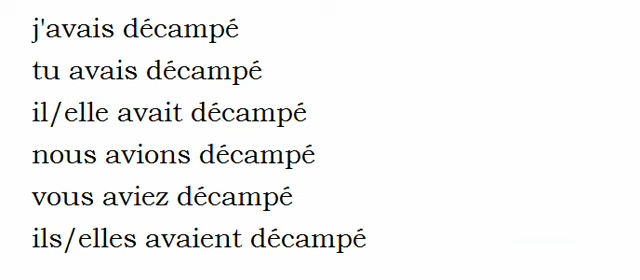 j'avais décampé
tu avais décampé
il/elle avait décampé
nous avions décampé
vous aviez décampé
ils/elles avaient décampé